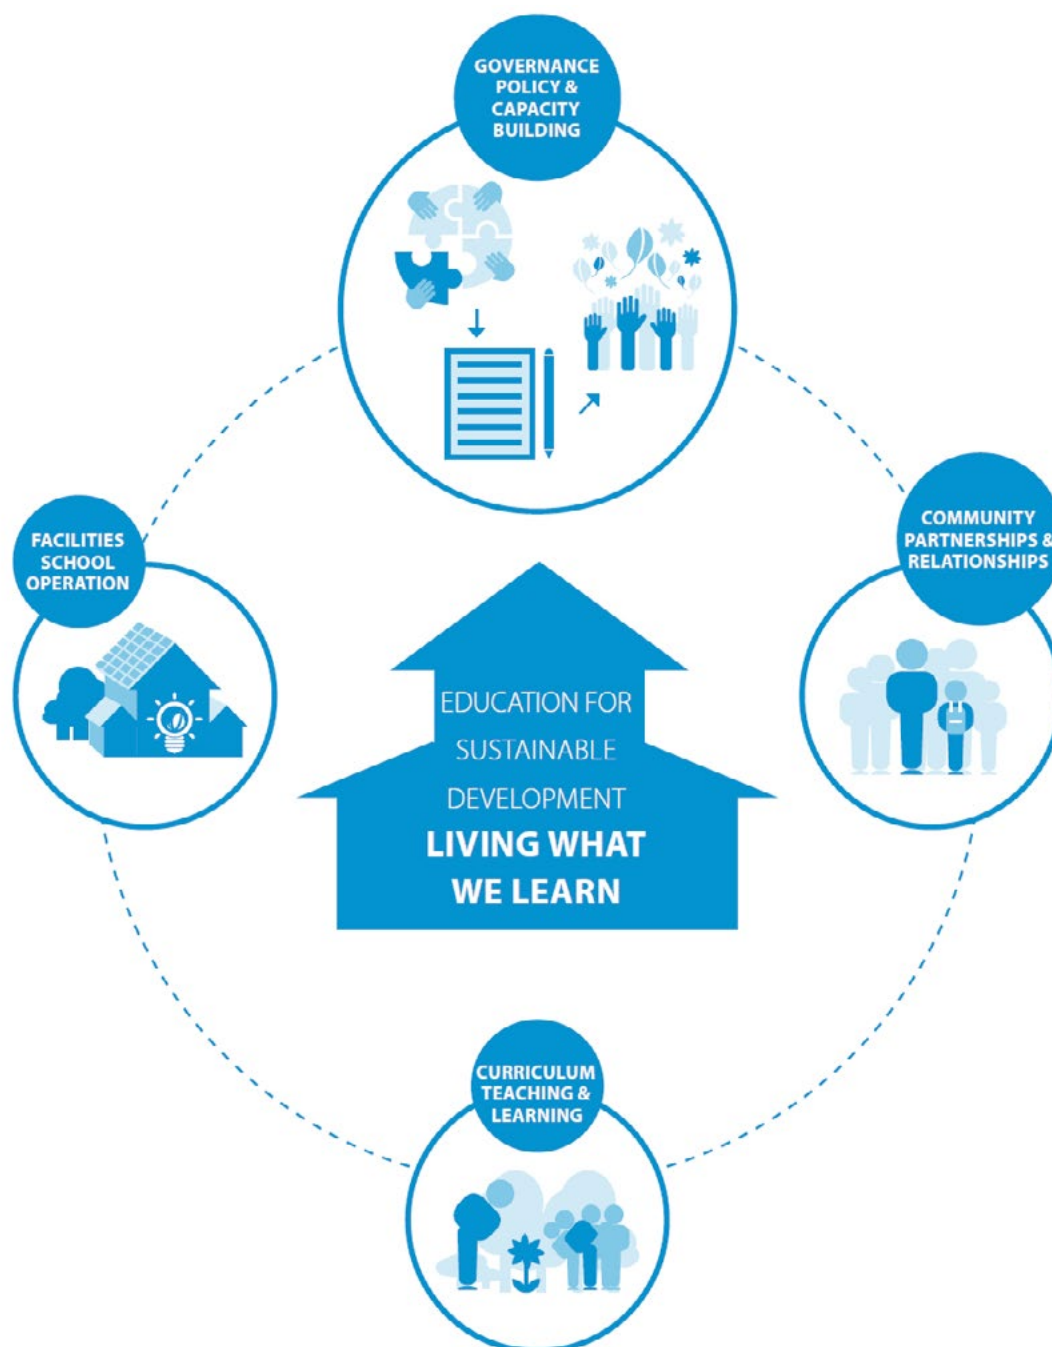 GOVERNANCE
POLICY &
CAPACITY
BUILDING
FACILITIES
SCHOOL
OPERATION
COMMUNITY
PARTNERSHIPS &
RELATIONSHIPS
EDUCATION FOR
SUSTAINABLE
DEVELOPMENT
LIVING WHAT
WE LEARN
CURRICULUM
TEACHING &
LEARNING